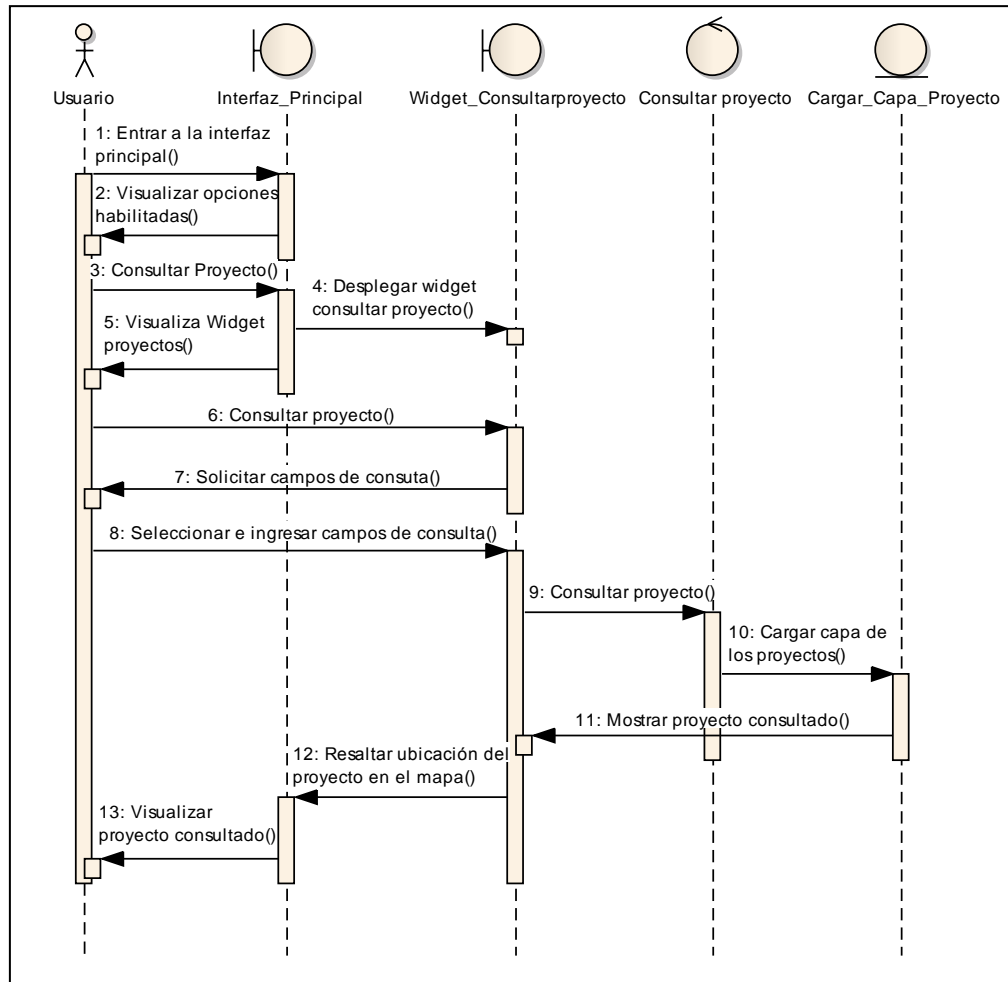 Usuario
Interfaz_Principal
Widget_Consultarproyecto
Consultar proyecto
Cargar_Capa_Proyecto
1: Entrar a la interfaz
principal()
2: Visualizar opciones
habilitadas()
3: Consultar Proyecto()
4: Desplegar widget
consultar proyecto()
5: Visualiza Widget
proyectos()
6: Consultar proyecto()
7: Solicitar campos de consuta()
8: Seleccionar e ingresar campos de consulta()
9: Consultar proyecto()
10: Cargar capa de
los proyectos()
11: Mostrar proyecto consultado()
12: Resaltar ubicación del
proyecto en el mapa()
13: Visualizar
proyecto consultado()